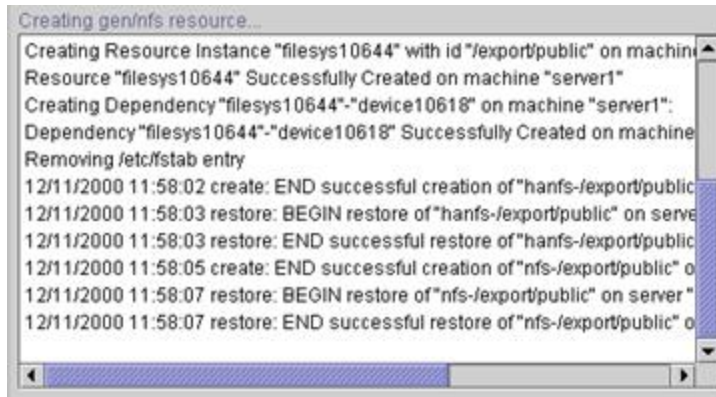 Creating gen/nfs resource...
Creating Resource Instance "filesys10644" with id "/export/public" on machin
Resource "filesys10644" Successfully Created on machine "server1"
Creating Dependency "filesys10644"-"device10618" on machine "server1":
Dependency "filesys10644"-"device10618" Successfully Created on machine
Removing /etc/fstab entry
12/11/2000 11:58:02 create: END successful creation of "hanfs-/export/public
12/11/2000 11:58:03 restore: BEGIN restore of "hanfs-/export/public" on serve
12/11/2000 11:58:03 restore: END successful restore of "hanfs-/export/public
12/11/2000 11:58:05 create: END successful creation of "nfs-/export/public" o
12/11/2000 11:58:07 restore: BEGIN restore of "nfs-/export/public" on server "
12/11/2000 11:58:07 restore: END successful restore of "nfs-/export/public" o